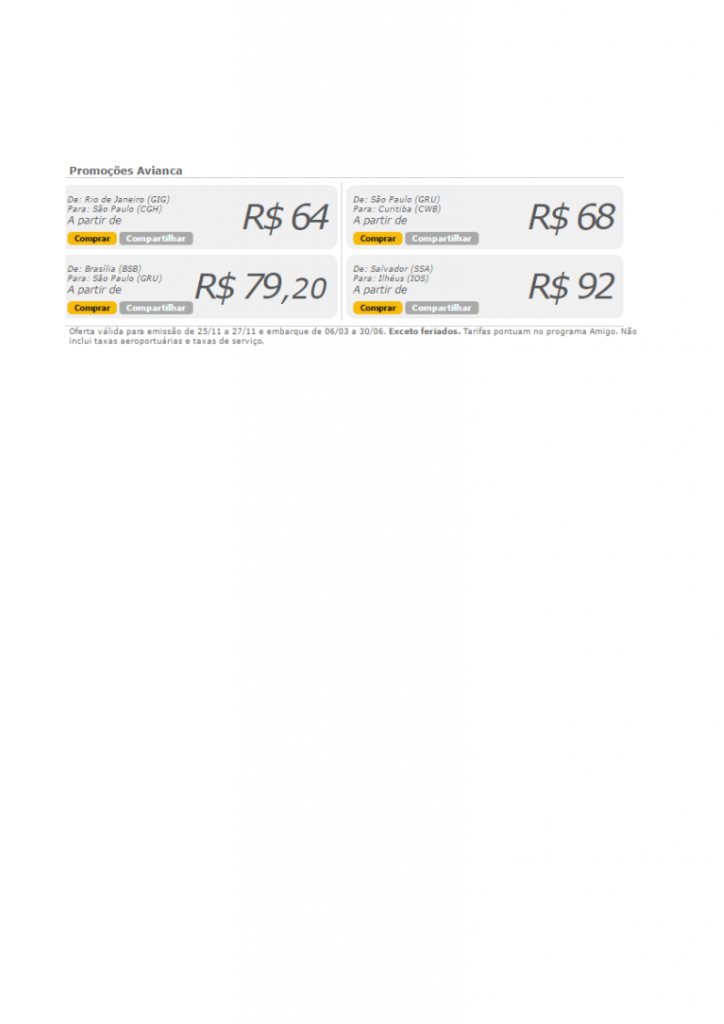 Promoções Avianca
De: Rio de Janeiro (GIG)
Para: São Paulo (CGH)
A partir de
R$ 64
Comprar Compartilhar
De: São Paulo (GRU)
Para: Curitiba (CWB)
A partir de
R$ 68
Comprar Compartilhar
De: Brasília (BSB)
Para: São Paulo (GRU)
A partir de
R$ 79,20
Comprar Compartilhar
De: Salvador (SSA)
Para: Ilhéus (IOS)
A partir de
R$ 92
Comprar Compartilhar
Oferta válida para emissão de 25/11 a 27/11 e embarque de 06/03 a 30/06. Exceto feriados. Tarifas pontuam no programa Amigo. Não
inclui taxas aeroportuárias e taxas de serviço.